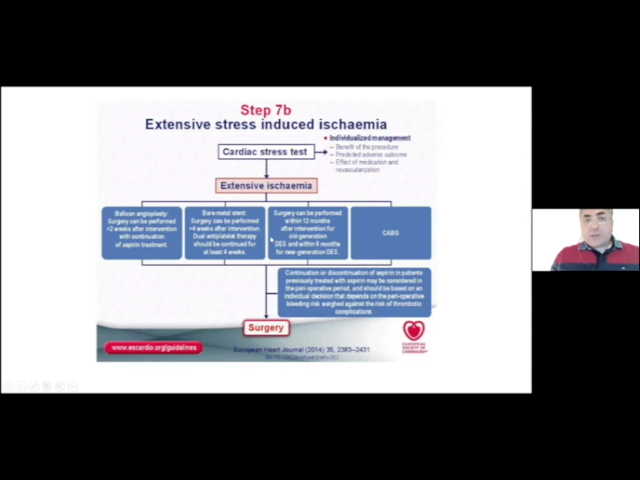 Step 7b
Extensive stress induced ischaemia
Cardiac stress test
• Individualized management
– Benefit of the procedure
– Predicted adverse outcome
– Effect of medication and
revascularization
Extensive ischaemia
Balloon angioplasty:
Surgery can be performed
>2 weeks after intervention
with continuation
of aspirin treatment.
Bare-metal stent:
Surgery can be performed
>4 weeks after intervention.
Dual antiplatelet therapy
should be continued for
at least 4 weeks.
Surgery can be performed
within 12 months
after intervention for
old-generation
DES and within 6 months
for new-generation DES.
CABG
Continuation or discontinuation of aspirin in patients
previously treated with aspirin may be considered in
the peri-operative period, and should be based on an
individual decision that depends on the peri-operative
bleeding risk weighed against the risk of thrombotic
complications
Surgery
www.escardio.org/guidelines
European Heart Journal (2014) 35, 2383–2431
EUROPEAN
SOCIETY OF
CARDIOLOGY